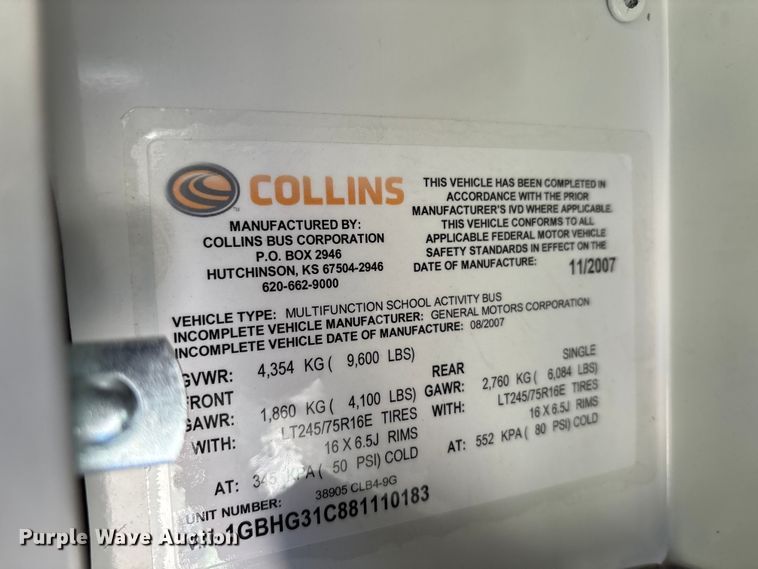 COLLINS
MANUFACTURED BY:
COLLINS BUS CORPORATION
P.O. BOX 2946
HUTCHINSON, KS 67504-2946
620-662-9000
THIS VEHICLE HAS BEEN COMPLETED IN
ACCORDANCE WITH THE PRIOR
MANUFACTURER'S IVD WHERE APPLICABLE.
THIS VEHICLE CONFORMS TO ALL
APPLICABLE FEDERAL MOTOR VEHICLE
SAFETY STANDARDS IN EFFECT ON THE
DATE OF MANUFACTURE: 11/2007
VEHICLE TYPE: MULTIFUNCTION SCHOOL ACTIVITY BUS
INCOMPLETE VEHICLE MANUFACTURER: GENERAL MOTORS CORPORATION
INCOMPLETE VEHICLE DATE OF MANUFACTURE: 08/2007
GVWR: 4,354 KG ( 9,600 LBS)
FRONT
GAWR: 1,860 KG ( 4,100 LBS)
WITH: LT245/75R16E TIRES
16 X 6.5J RIMS
AT: KPA ( 50 PSI) COLD
REAR SINGLE
GAWR: 2,760 KG ( 6,084 LBS)
WITH: LT245/75R16E TIRES
16 X 6.5J RIMS
AT: 552 KPA ( 80 PSI) COLD
UNIT NUMBER: 38905 CLB4-9G
1GBHG31C881110183
Purple Wave Auction